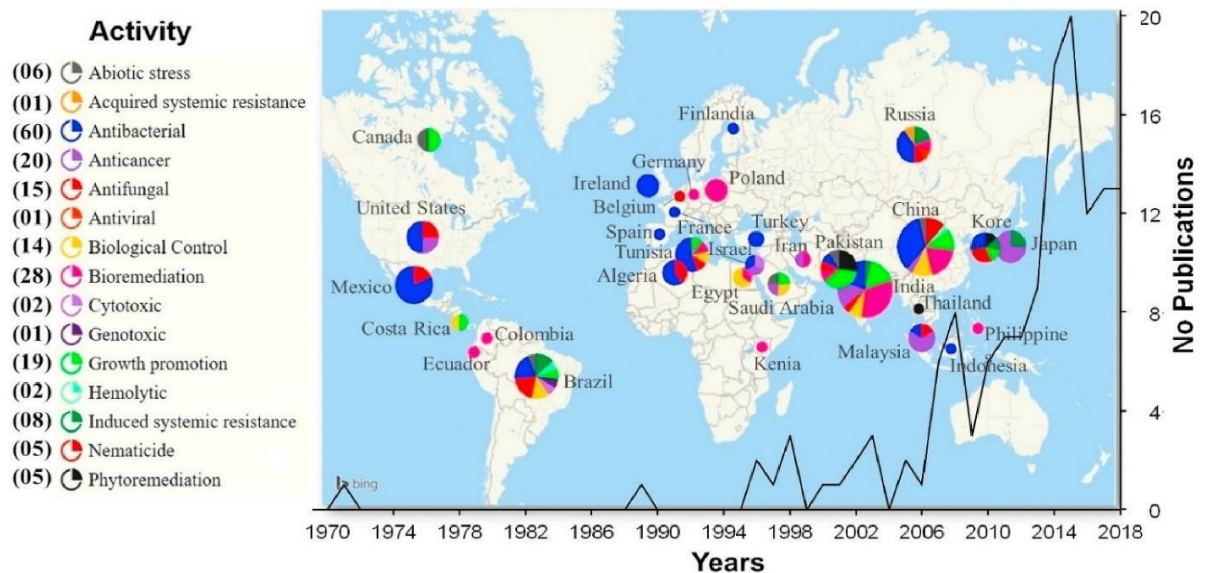 Activity
(06) Abiotic stress
(01) Acquired systemic resistance
(60) Antibacterial
(20) Anticancer
(15) Antifungal
(01) Antiviral
(14) Biological Control
(28) Bioremediation
(02) Cytotoxic
(01) Genotoxic
(19) Growth promotion
(02) Hemolytic
(08) Induced systemic resistance
(05) Nematicide
(05) Phytoremediation
Finlandia
Russia
Canada
Germany
Ireland
Poland
Belgiun
United States
France
Turkey
China
Kore
Spain
Tunisia
Israel
Iran
Pakistan
Japan
Algeria
Mexico
Egypt
India
Saudi Arabia
Thailand
Costa Rica
Colombia
Philippine
Ecuador
Kenia
Malaysia
Indonesia
Brazil
bing
20
16
12
8
4
0
No Publications
1970 1974 1978 1982 1986 1990 1994 1998 2002 2006 2010 2014 2018
Years